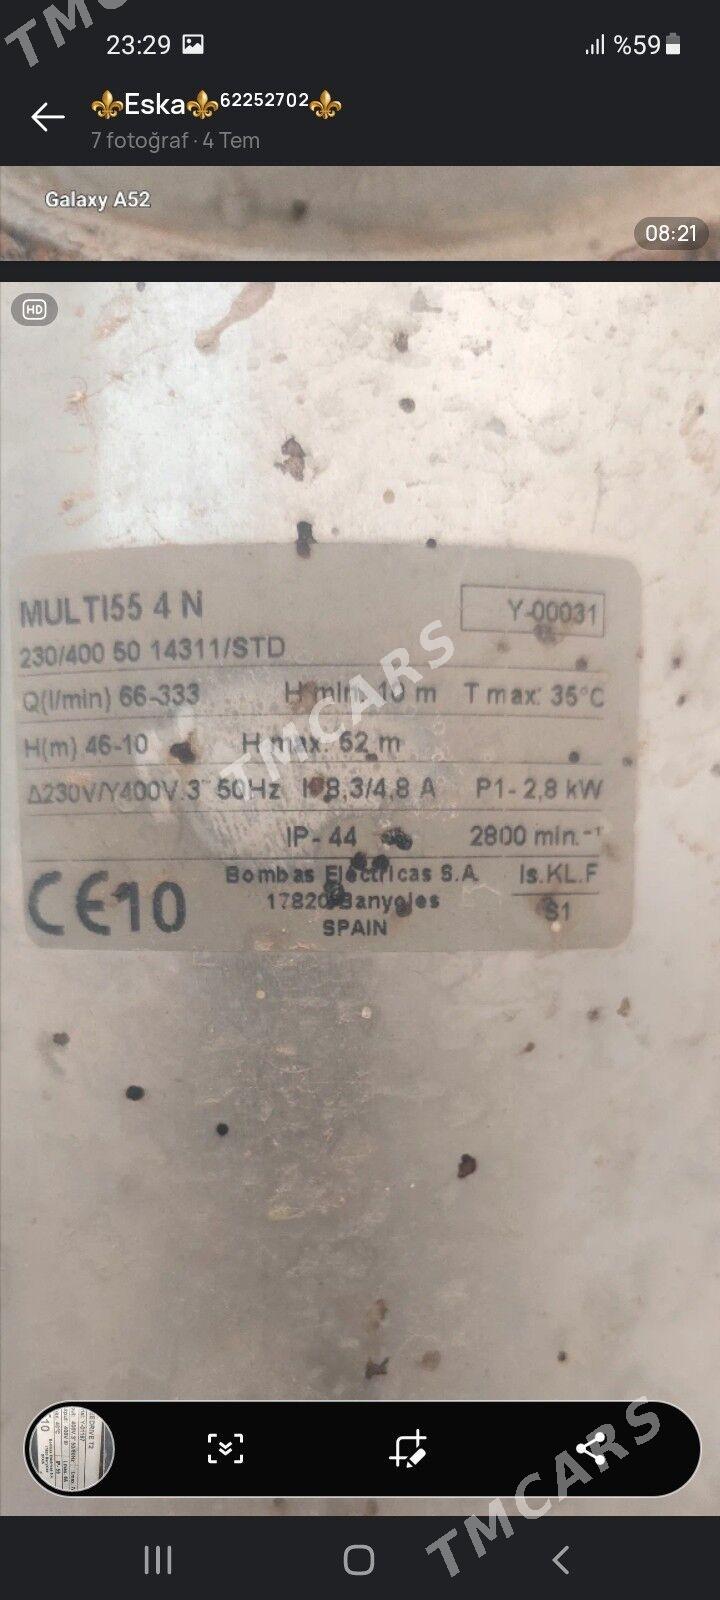 TMCARS
23:29
%59
⚜Eska⚜⁶²²⁵²⁷⁰²⚜
7 fotoğraf · 4 Tem
Galaxy A52
08:21
HD
MULTI55 4 N
Y-00031
230/400 50 14311/STD
Q(l/min) 66-333 H min. 10 m T max: 35°C
H(m) 46-10 H max. 52 m
Δ230V/Y400V.3~ 50Hz I- 8,3/4,8 A P1- 2,8 kW
IP- 44 2800 min.-¹
CE10
Bombas Electricas S.A. Is.KL.F
17820-Banyoles S1
SPAIN
TMCARS
TMCARS